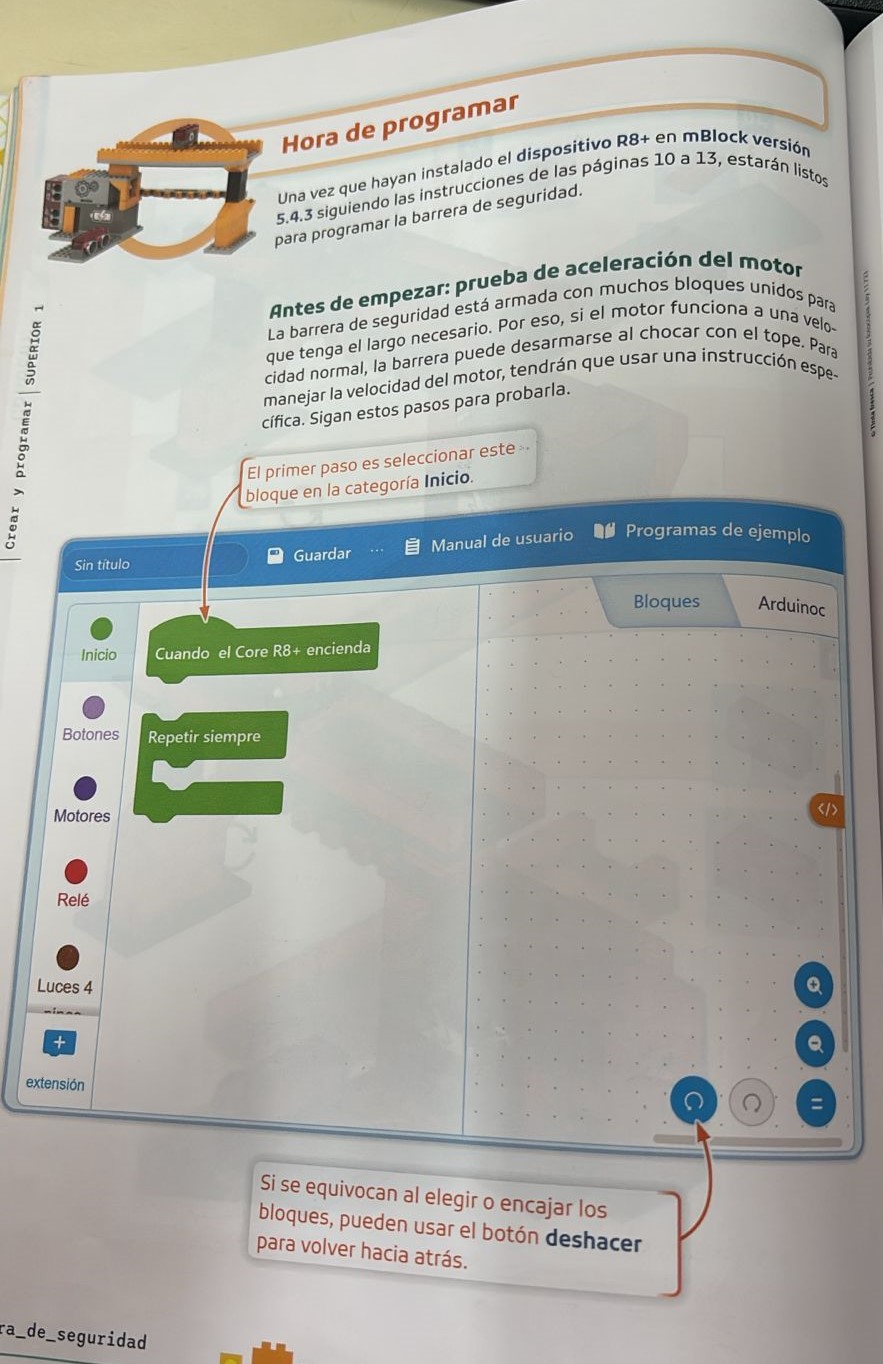 Hora de programar
Una vez que hayan instalado el dispositivo R8+ en mBlock versión
5.4.3 siguiendo las instrucciones de las páginas 10 a 13, estarán listos
para programar la barrera de seguridad.
Antes de empezar: prueba de aceleración del motor
La barrera de seguridad está armada con muchos bloques unidos para
que tenga el largo necesario. Por eso, si el motor funciona a una velo-
cidad normal, la barrera puede desarmarse al chocar con el tope. Para
manejar la velocidad del motor, tendrán que usar una instrucción espe-
cífica. Sigan estos pasos para probarla.
Crear y programar | SUPERIOR 1
El primer paso es seleccionar este
bloque en la categoría Inicio.
Sin título
Guardar
...
Manual de usuario
Programas de ejemplo
Bloques
Arduinoc
Inicio
Cuando el Core R8+ encienda
Botones
Repetir siempre
Motores
</>
Relé
Luces 4
+
extensión
Si se equivocan al elegir o encajar los
bloques, pueden usar el botón deshacer
para volver hacia atrás.
ra_de_seguridad